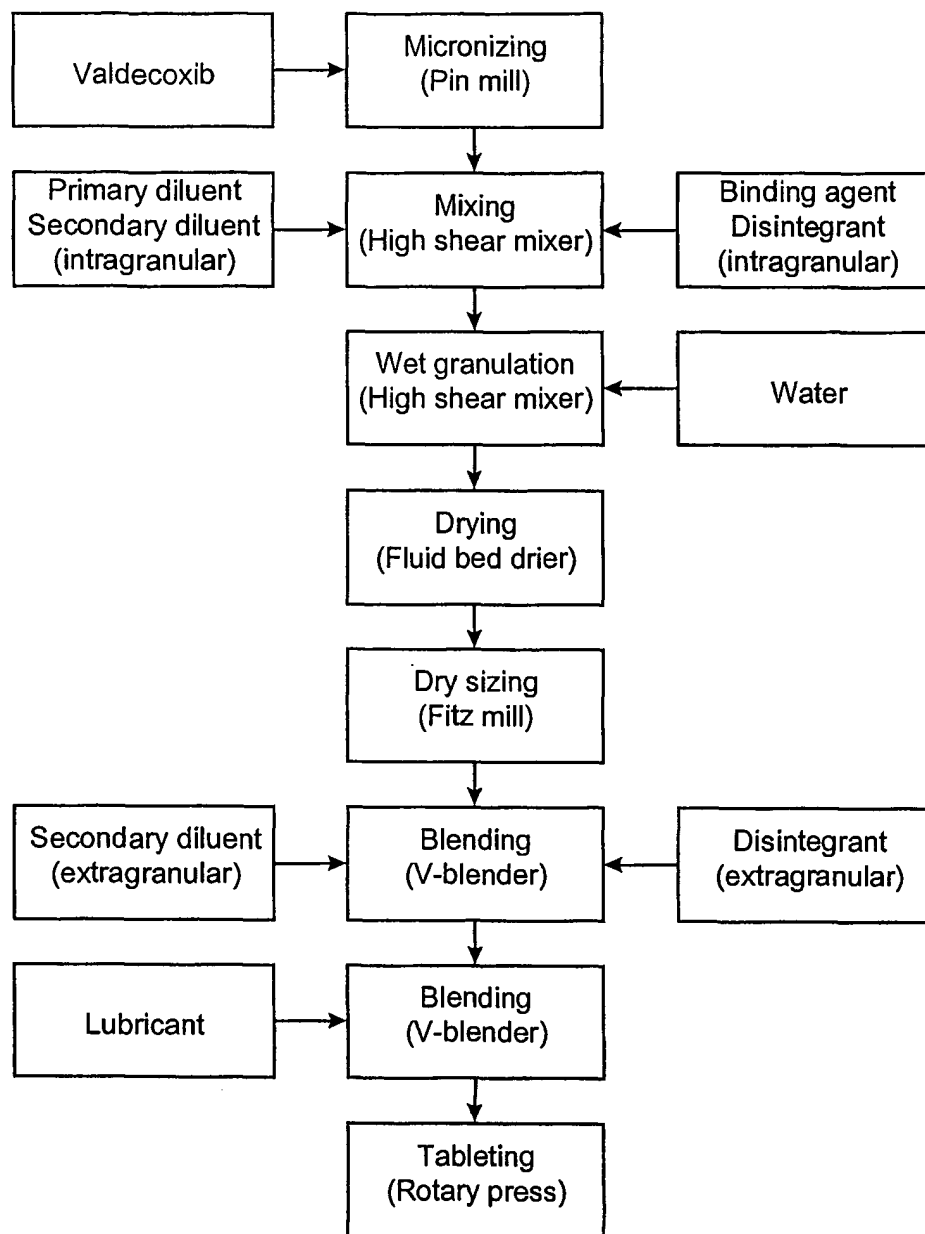 Valdecoxib
Micronizing
(Pin mill)
Primary diluent
Secondary diluent
(intragranular)
Mixing
(High shear mixer)
Binding agent
Disintegrant
(intragranular)
Wet granulation
(High shear mixer)
Water
Drying
(Fluid bed drier)
Dry sizing
(Fitz mill)
Secondary diluent
(extragranular)
Blending
(V-blender)
Disintegrant
(extragranular)
Lubricant
Blending
(V-blender)
Tableting
(Rotary press)